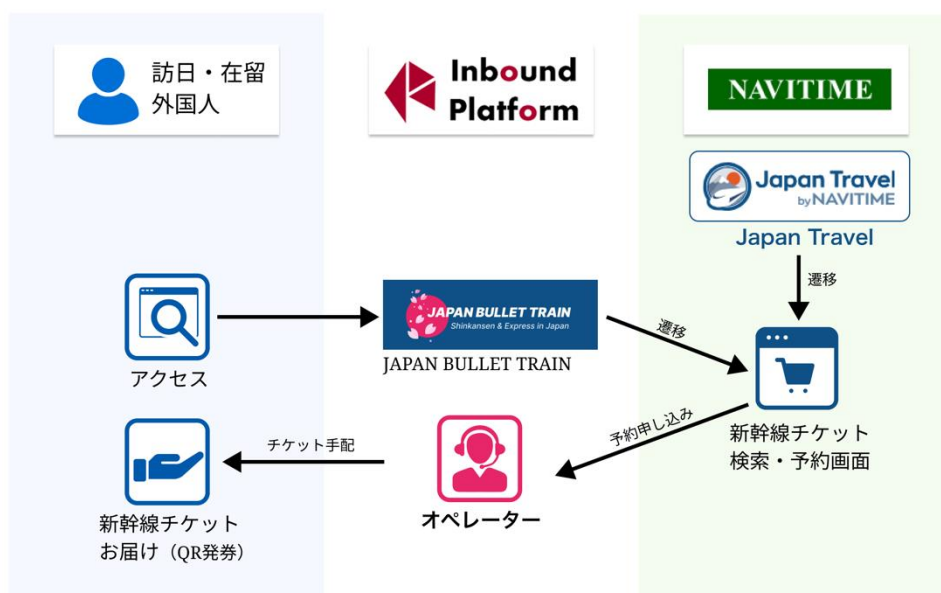 訪日・在留
外国人
Inbound
Platform
NAVITIME
Japan Travel
by NAVITIME
Japan Travel
遷移
JAPAN BULLET TRAIN
Shinkansen & Express in Japan
JAPAN BULLET TRAIN
遷移
アクセス
新幹線チケット
検索・予約画面
予約申し込み
チケット手配
オペレーター
新幹線チケット
お届け（QR発券）